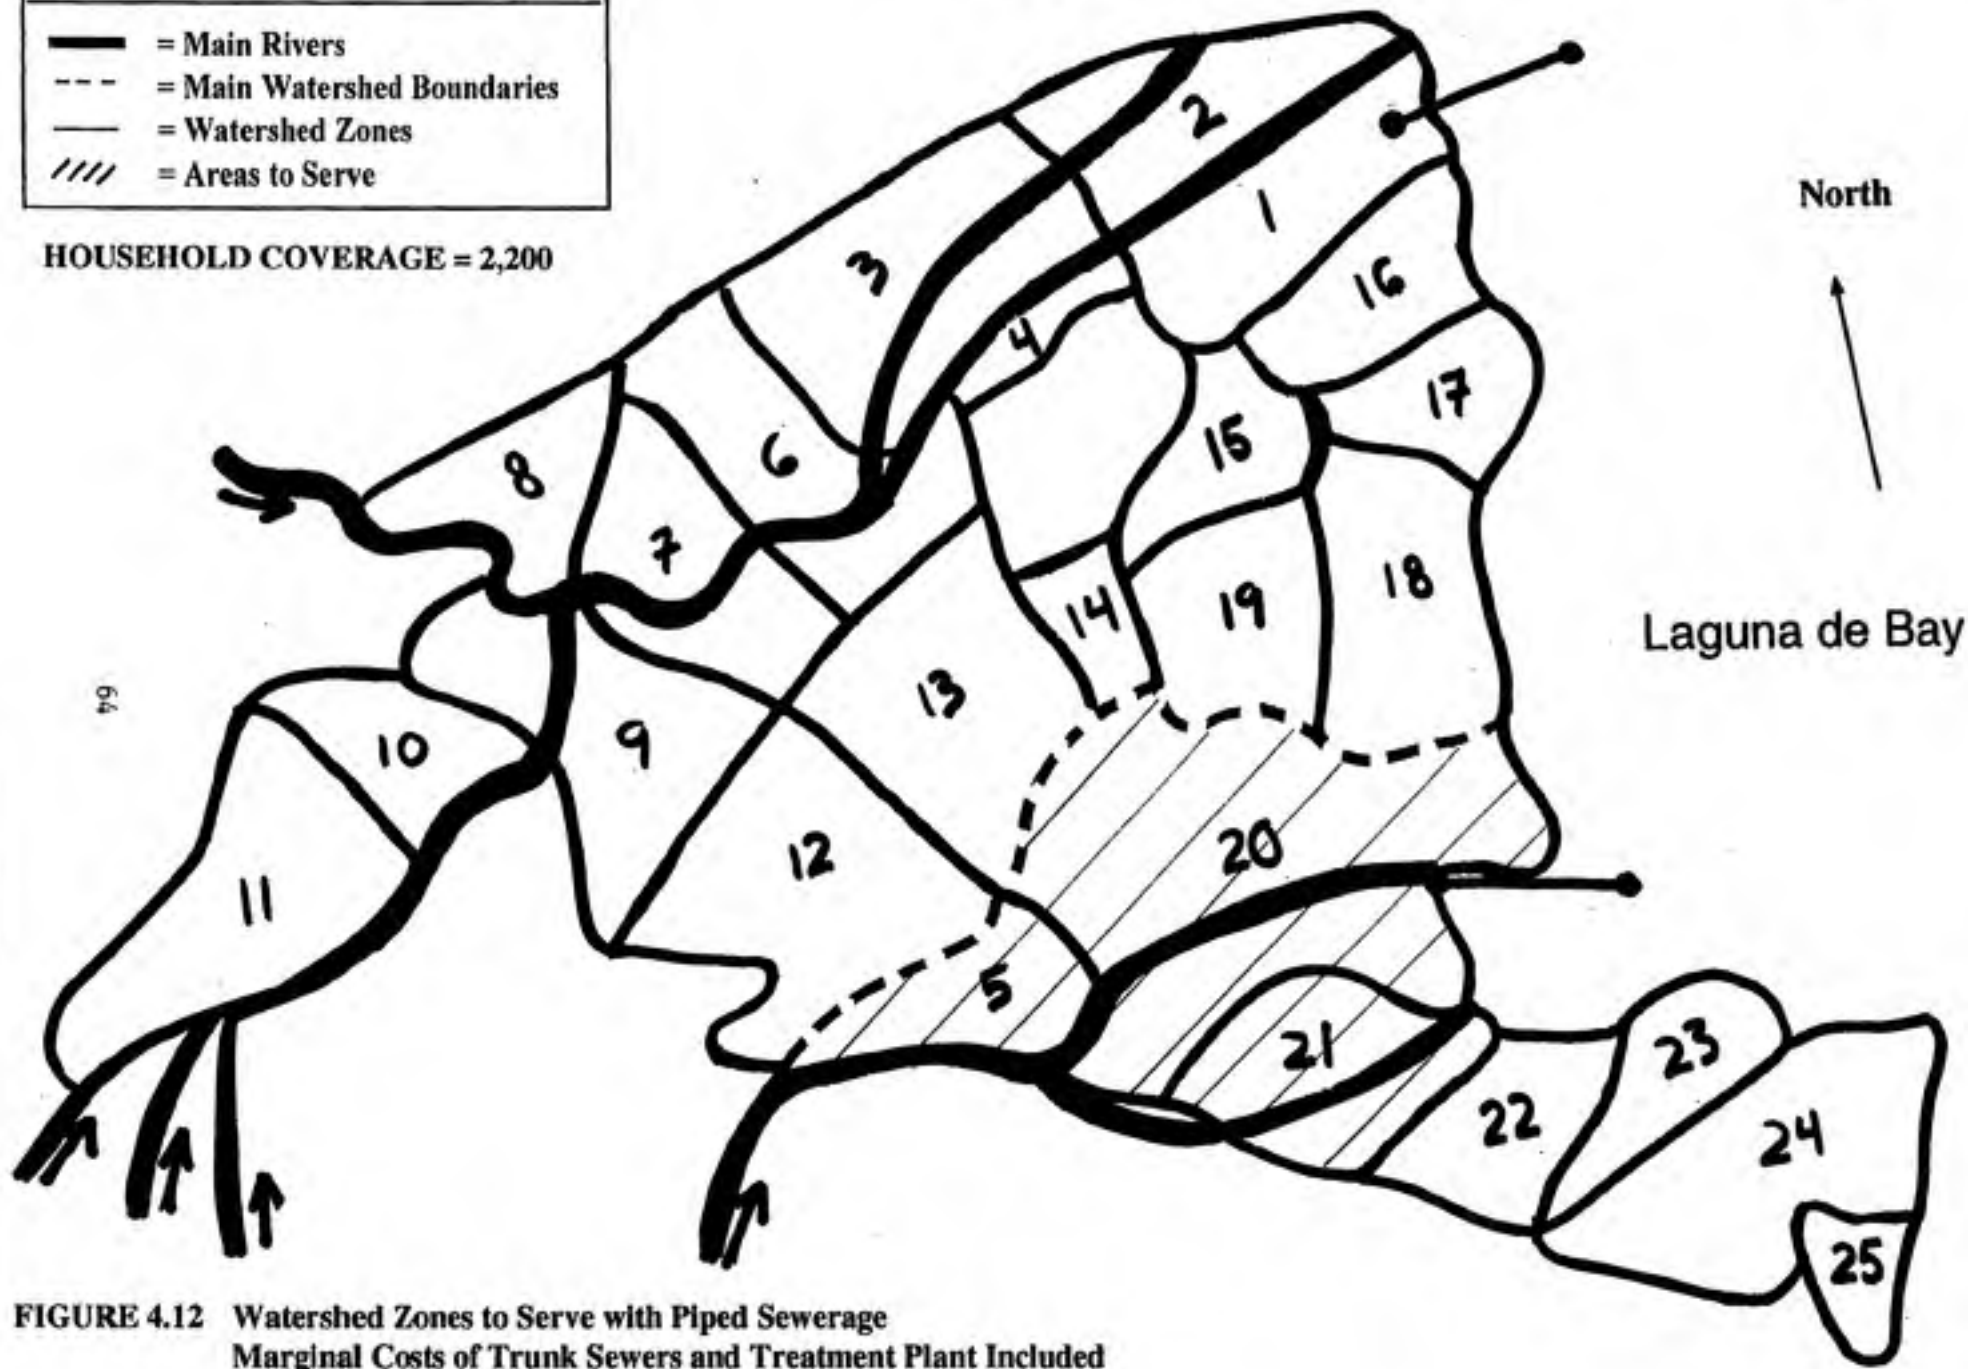 = Main Rivers
= Main Watershed Boundaries
= Watershed Zones
= Areas to Serve
HOUSEHOLD COVERAGE = 2,200
North
Laguna de Bay
2
1
3
16
4
17
15
6
8
7
18
19
14
13
9
10
12
20
11
5
21
23
22
24
25
64
FIGURE 4.12 Watershed Zones to Serve with Piped Sewerage
Marginal Costs of Trunk Sewers and Treatment Plant Included